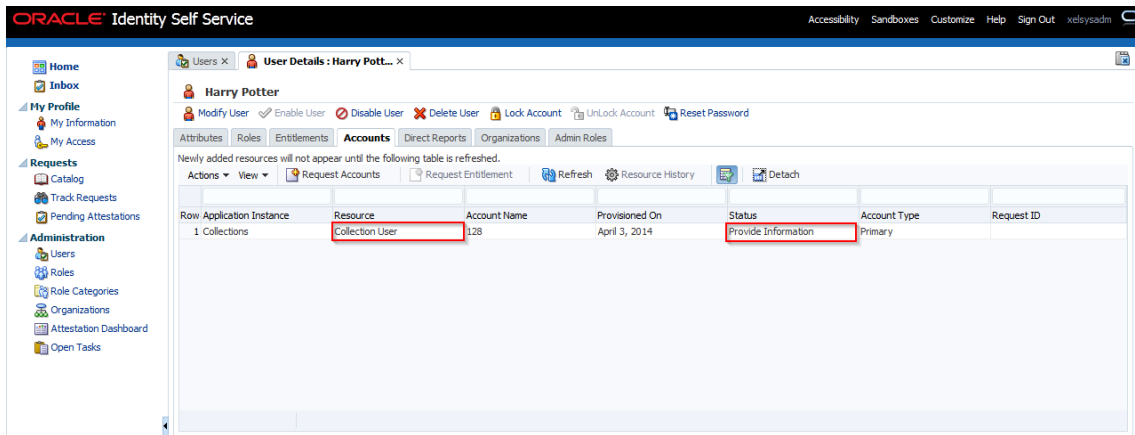 ORACLE Identity Self Service
Accessibility Sandboxes Customize Help Sign Out xelsysadm
Home
Inbox
My Profile
My Information
My Access
Requests
Catalog
Track Requests
Pending Attestations
Administration
Users
Roles
Role Categories
Organizations
Attestation Dashboard
Open Tasks
Users
User Details : Harry Pott...
Harry Potter
Modify User Enable User Disable User Delete User Lock Account UnLock Account Reset Password
Attributes Roles Entitlements Accounts Direct Reports Organizations Admin Roles
Newly added resources will not appear until the following table is refreshed.
Actions View Request Accounts Request Entitlement Refresh Resource History Detach
Row Application Instance Resource Account Name Provisioned On Status Account Type Request ID
1 Collections Collection User 128 April 3, 2014 Provide Information Primary